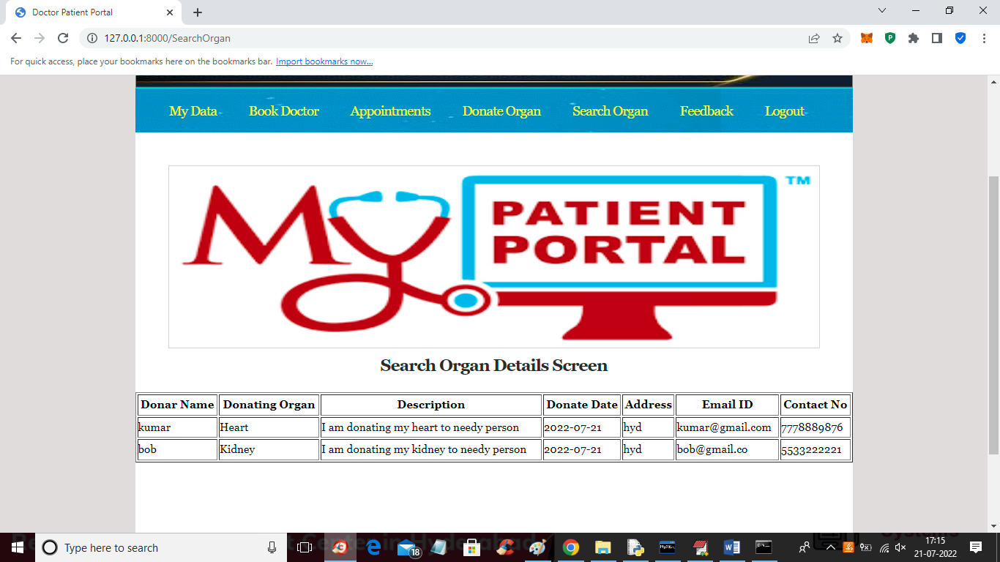 Doctor Patient Portal
127.0.0.1:8000/SearchOrgan
For quick access, place your bookmarks here on the bookmarks bar. Import bookmarks now...
My Data Book Doctor Appointments Donate Organ Search Organ Feedback Logout
My PATIENT PORTAL TM
Search Organ Details Screen
Donar Name Donating Organ Description Donate Date Address Email ID Contact No
kumar Heart I am donating my heart to needy person 2022-07-21 hyd kumar@gmail.com 7778889876
bob Kidney I am donating my kidney to needy person 2022-07-21 hyd bob@gmail.co 5533222221
Type here to search
18
17:15
21-07-2022